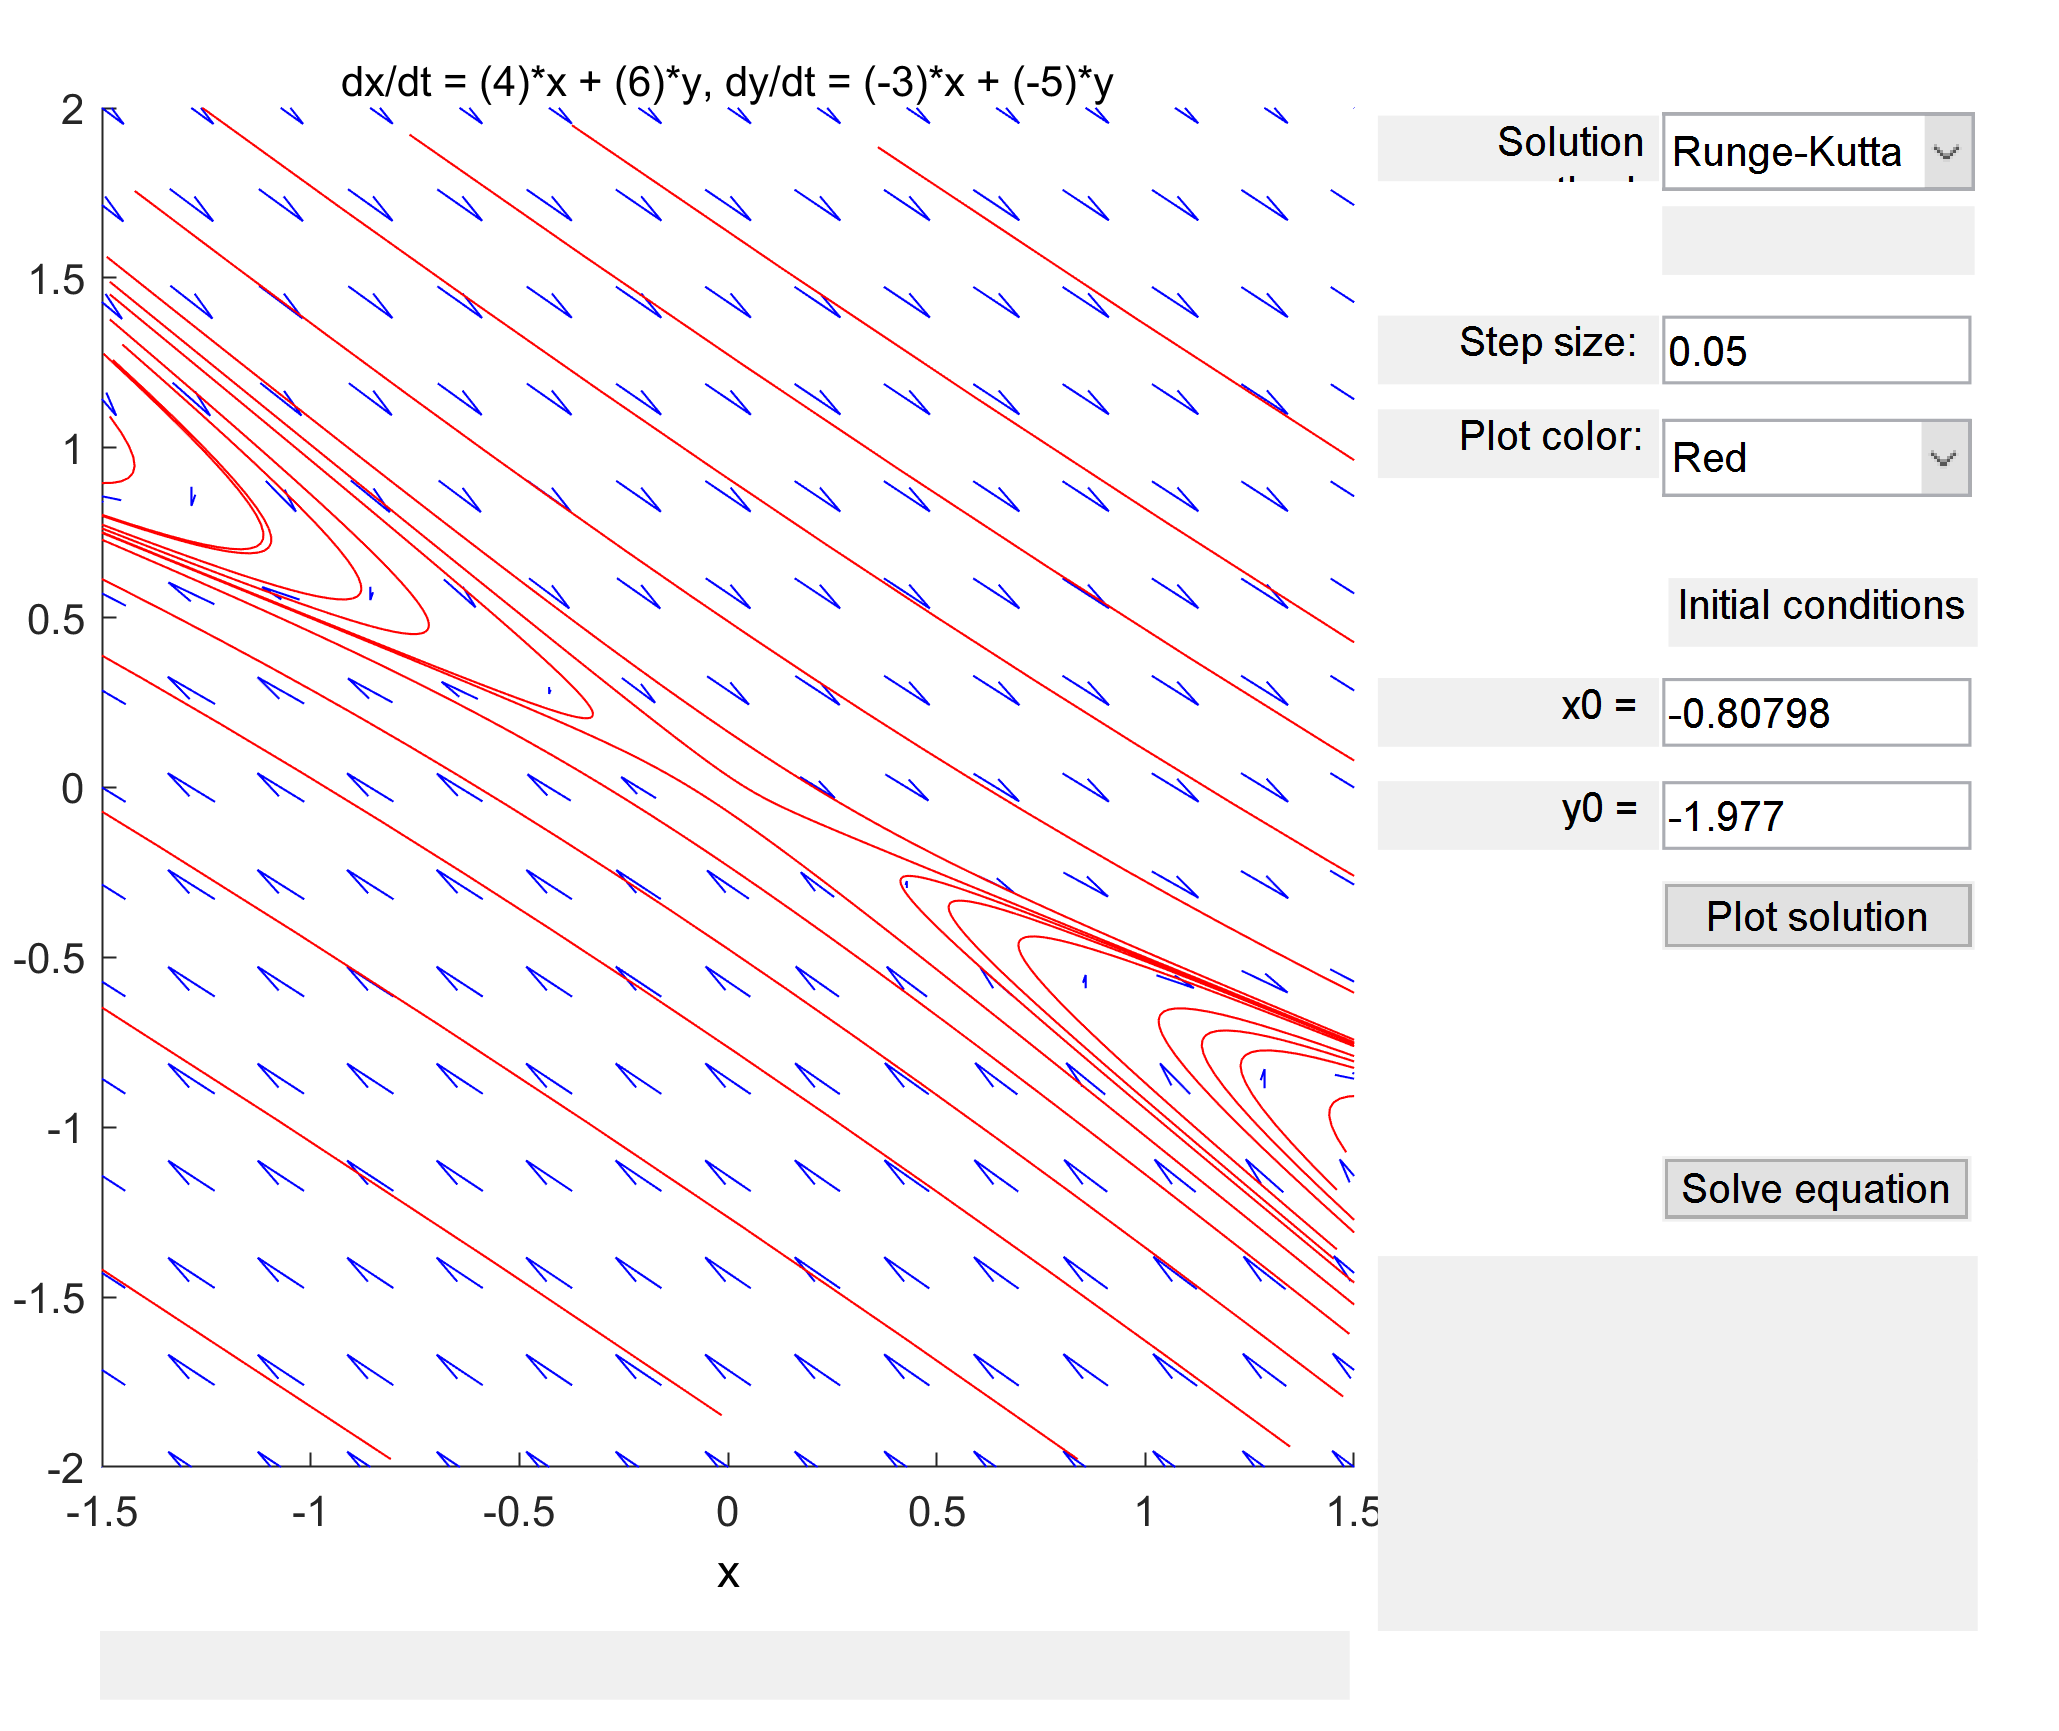 dx/dt = (4)*x + (6)*y, dy/dt = (-3)*x + (-5)*y
2
1.5
1
0.5
0
-0.5
-1
-1.5
-2
-1.5
-1
-0.5
0
0.5
1
1.5
x
Solution
Runge-Kutta
Step size:
0.05
Plot color:
Red
Initial conditions
x0 =
-0.80798
y0 =
-1.977
Plot solution
Solve equation